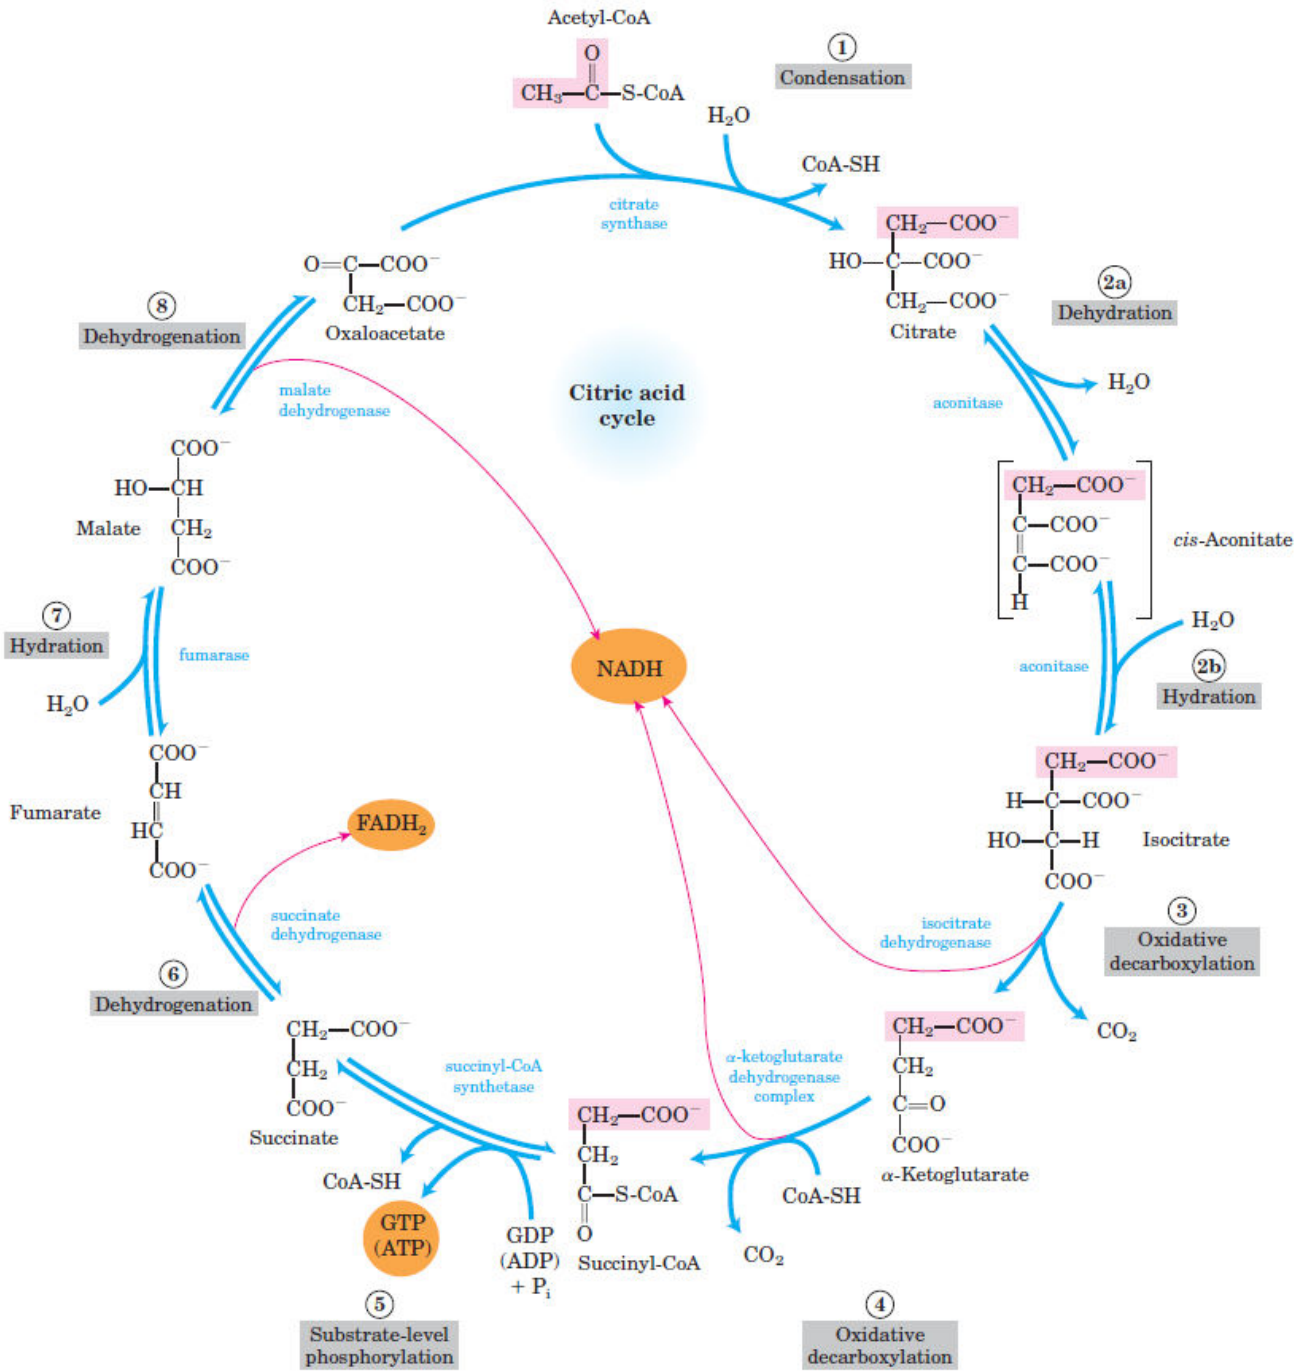 Acetyl-CoA
O
CH₃—C—S-CoA
1
Condensation
H₂O
CoA-SH
citrate
synthase
CH₂—COO⁻
HO—C—COO⁻
CH₂—COO⁻
Citrate
2a
Dehydration
H₂O
aconitase
CH₂—COO⁻
C—COO⁻
C—COO⁻
H
cis-Aconitate
H₂O
aconitase
2b
Hydration
CH₂—COO⁻
H—C—COO⁻
HO—C—H
COO⁻
Isocitrate
isocitrate
dehydrogenase
3
Oxidative
decarboxylation
CO₂
CH₂—COO⁻
CH₂
C=O
COO⁻
α-Ketoglutarate
α-ketoglutarate
dehydrogenase
complex
CoA-SH
CO₂
4
Oxidative
decarboxylation
CH₂—COO⁻
CH₂
C—S-CoA
O
Succinyl-CoA
succinyl-CoA
synthetase
GDP
(ADP)
+ Pᵢ
GTP
(ATP)
CoA-SH
5
Substrate-level
phosphorylation
CH₂—COO⁻
CH₂
COO⁻
Succinate
succinate
dehydrogenase
6
Dehydrogenation
FADH₂
COO⁻
CH
HC
COO⁻
Fumarate
fumarase
7
Hydration
H₂O
COO⁻
HO—CH
CH₂
COO⁻
Malate
malate
dehydrogenase
8
Dehydrogenation
O=C—COO⁻
CH₂—COO⁻
Oxaloacetate
Citric acid
cycle
NADH